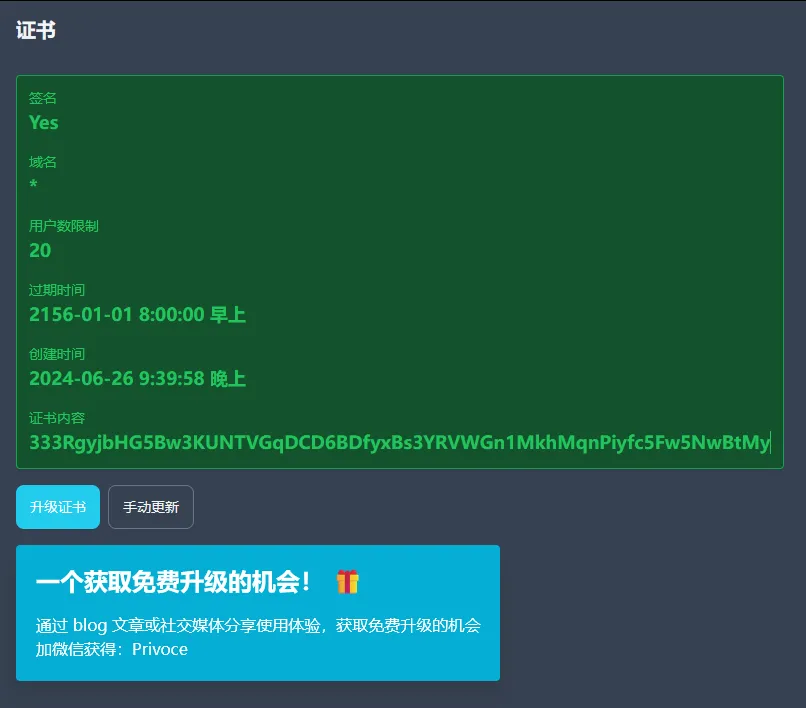 证书
签名
Yes
域名
*
用户数限制
20
过期时间
2156-01-01 8:00:00 早上
创建时间
2024-06-26 9:39:58 晚上
证书内容
333RgyjbHG5Bw3KUNTVGqDCD6BDfyxBs3YRVWGn1MkhMqnPiyfc5Fw5NwBtMy
升级证书 手动更新
一个获取免费升级的机会！ 🎁
通过 blog 文章或社交媒体分享使用体验，获取免费升级的机会
加微信获得：Privoce